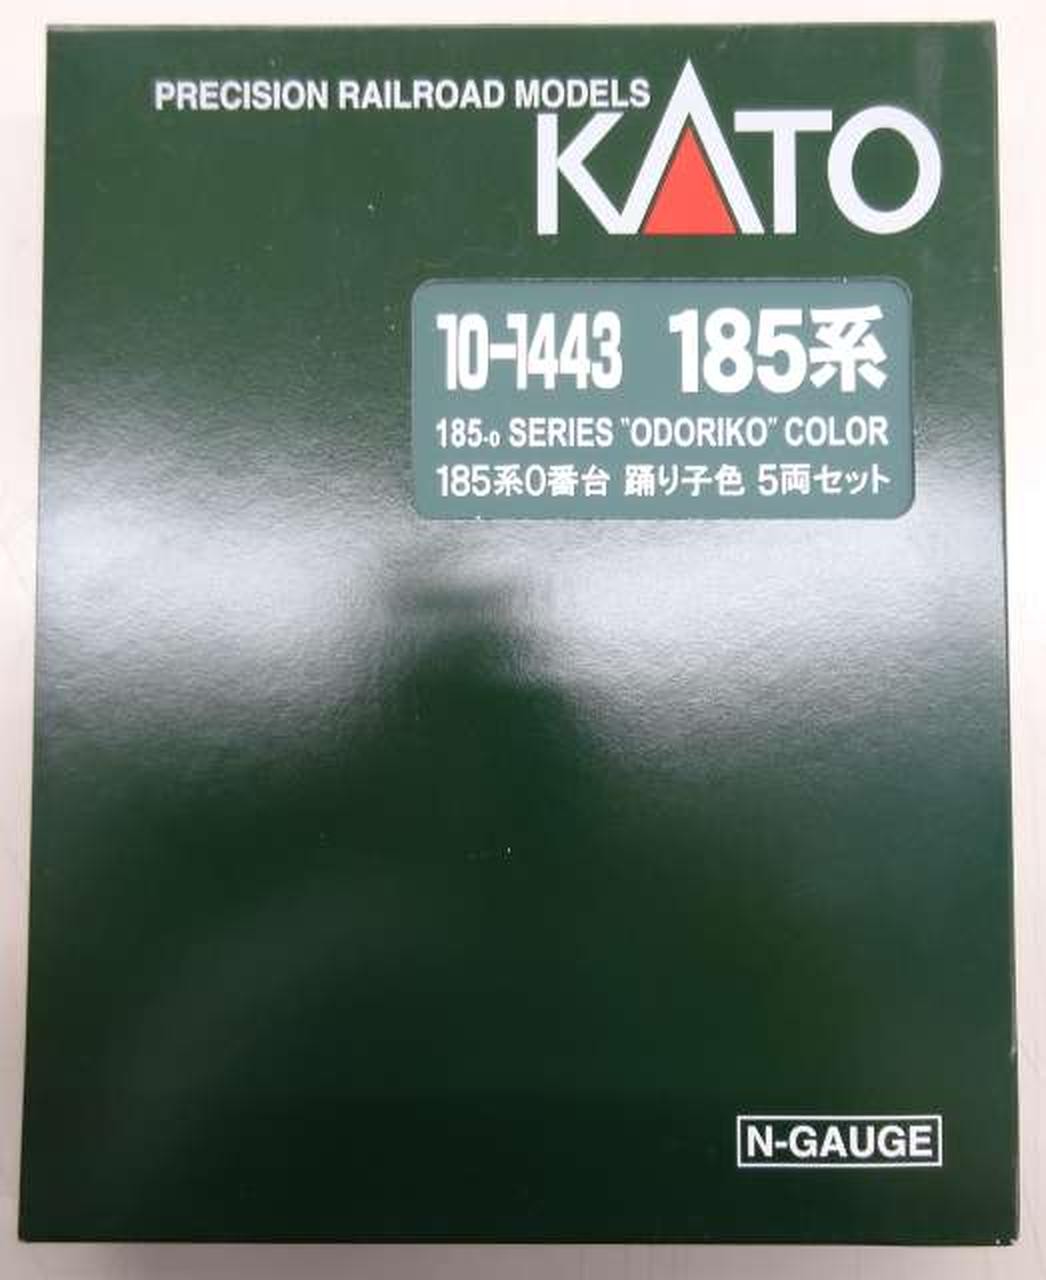 PRECISION RAILROAD MODELS
KATO
10-1443 185系
185-0 SERIES "ODORIKO" COLOR
185系0番台 踊り子色 5両セット
N-GAUGE